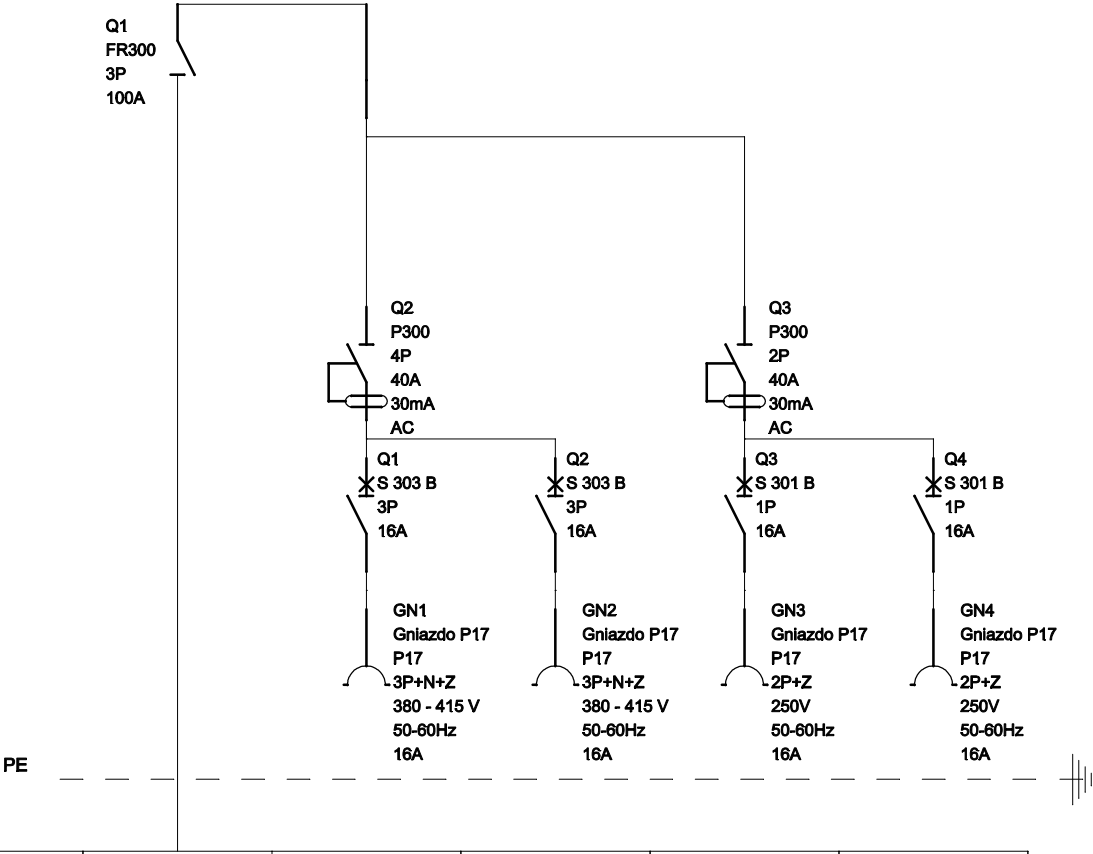 Q1
FR300
3P
100A
Q2
P300
4P
40A
30mA
AC
Q3
P300
2P
40A
30mA
AC
Q1
S 303 B
3P
16A
Q2
S 303 B
3P
16A
Q3
S 301 B
1P
16A
Q4
S 301 B
1P
16A
GN1
Gniazdo P17
P17
3P+N+Z
380 - 415 V
50-60Hz
16A
GN2
Gniazdo P17
P17
3P+N+Z
380 - 415 V
50-60Hz
16A
GN3
Gniazdo P17
P17
2P+Z
250V
50-60Hz
16A
GN4
Gniazdo P17
P17
2P+Z
250V
50-60Hz
16A
PE